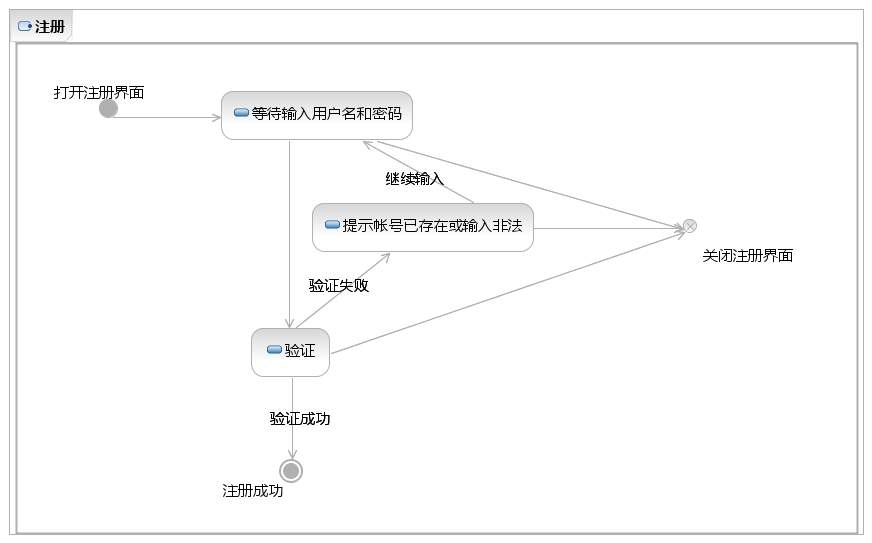 注册
打开注册界面
等待输入用户名和密码
继续输入
提示帐号已存在或输入非法
关闭注册界面
验证失败
验证
验证成功
注册成功